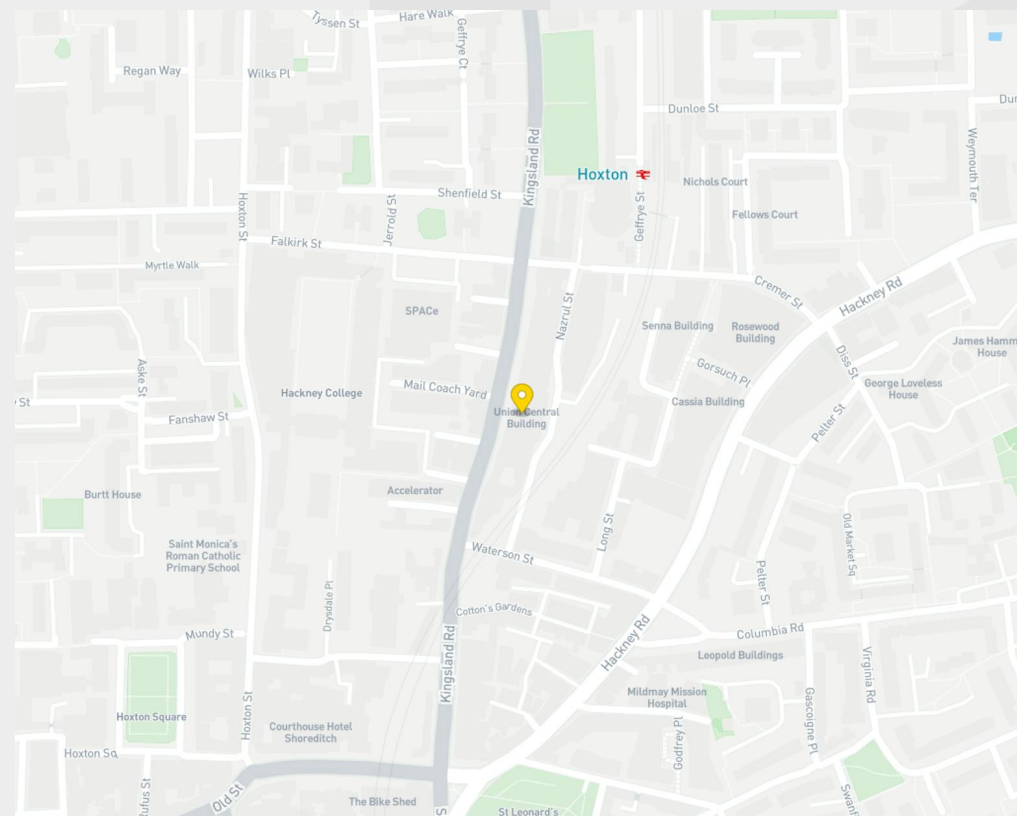 Tyssen St
Hare Walk
Geffrye Ct
Regan Way
Wilks Pl
Dunloe St
Kingsland Rd
Weymouth Ter
Hoxton
Nichols Court
Shenfield St
Jerrold St
Hoxton St
Geffrye St
Fellows Court
Falkirk St
Myrtle Walk
Cremer St
Hackney Rd
Nazrul St
SPACe
Senna Building
Rosewood
Building
Diss St
House
Gorsuch Pl
George Loveless
House
Aske St
Hackney College
Mail Coach Yard
Cassia Building
St
Fanshaw St
Union Central
Building
Pelter St
Burtt House
Accelerator
Long St
Old Market Sq
Saint Monica's
Roman Catholic
Primary School
Waterson St
Drysdale Pl
Pelter St
Cotton's Gardens
Mundy St
Kingsland Rd
Hackney Rd
Columbia Rd
Leopold Buildings
Virginia Rd
Mildmay Mission
Hospital
Gascoigne Pl
Hoxton Square
Hoxton St
Courthouse Hotel
Shoreditch
Godfrey Pl
Hoxton Sq
Old St
The Bike Shed
St Leonard's